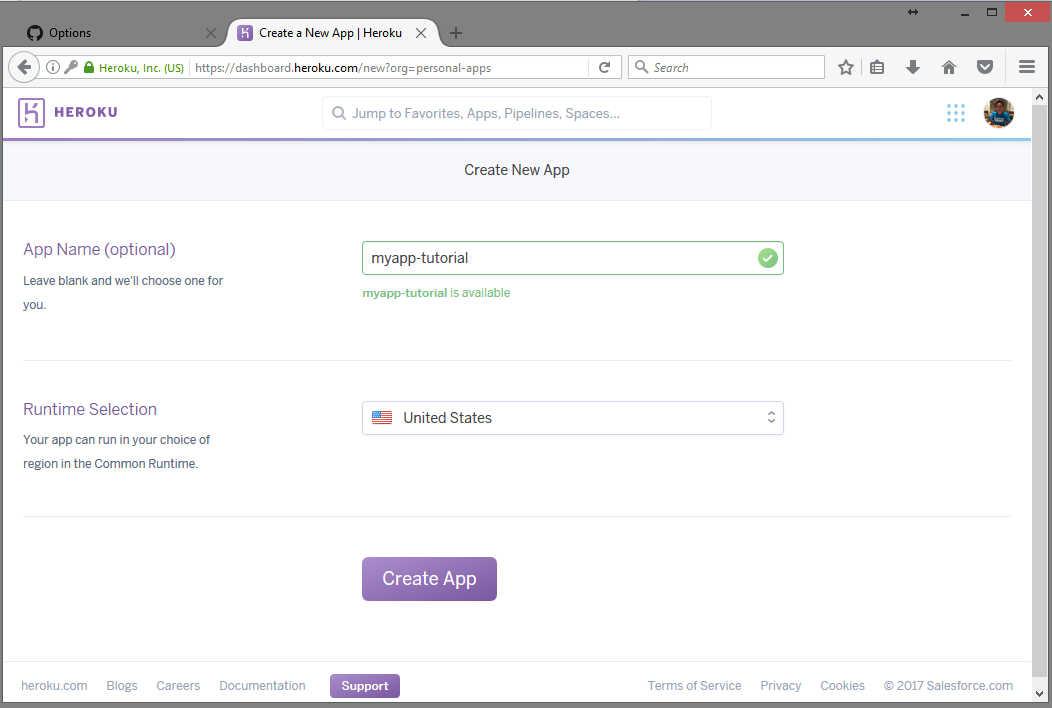 Options
Create a New App | Heroku
Heroku, Inc. (US)
https://dashboard.heroku.com/new?org=personal-apps
Search
HEROKU
Jump to Favorites, Apps, Pipelines, Spaces...
Create New App
App Name (optional)
Leave blank and we'll choose one for
you.
myapp-tutorial
myapp-tutorial is available
Runtime Selection
Your app can run in your choice of
region in the Common Runtime.
United States
Create App
heroku.com Blogs Careers Documentation Support Terms of Service Privacy Cookies © 2017 Salesforce.com